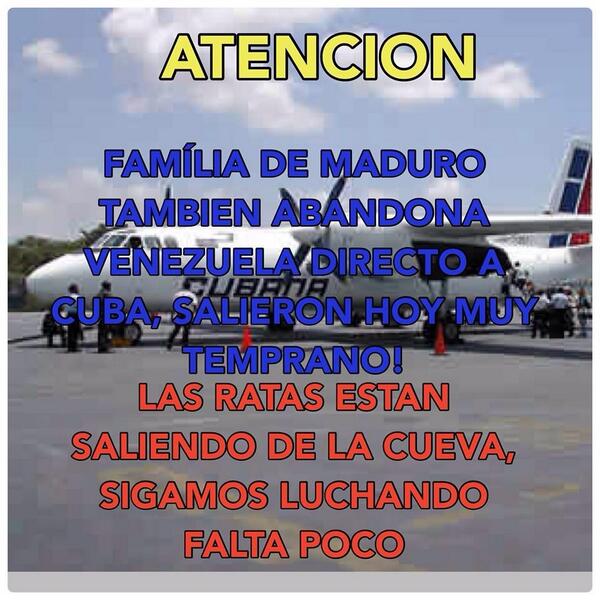 ATENCION
FAMÍLIA DE MADURO
TAMBIEN ABANDONA
VENEZUELA DIRECTO A
CUBANA
CUBA, SALIERON HOY MUY
TEMPRANO!
LAS RATAS ESTAN
SALIENDO DE LA CUEVA,
SIGAMOS LUCHANDO
FALTA POCO